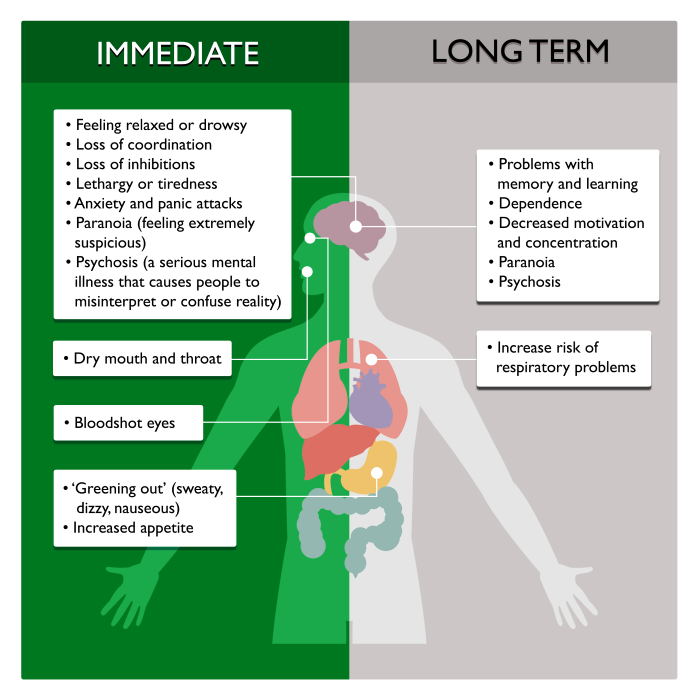 IMMEDIATE
• Feeling relaxed or drowsy
• Loss of coordination
• Loss of inhibitions
• Lethargy or tiredness
• Anxiety and panic attacks
• Paranoia (feeling extremely
suspicious)
• Psychosis (a serious mental
illness that causes people to
misinterpret or confuse reality)
• Dry mouth and throat
• Bloodshot eyes
• ‘Greening out’ (sweaty,
dizzy, nauseous)
• Increased appetite
LONG TERM
• Problems with
memory and learning
• Dependence
• Decreased motivation
and concentration
• Paranoia
• Psychosis
• Increase risk of
respiratory problems